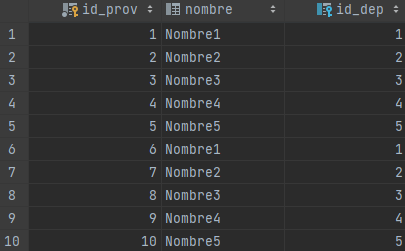 id_prov nombre id_dep
1 1 Nombre1 1
2 2 Nombre2 2
3 3 Nombre3 3
4 4 Nombre4 4
5 5 Nombre5 5
6 6 Nombre1 1
7 7 Nombre2 2
8 8 Nombre3 3
9 9 Nombre4 4
10 10 Nombre5 5